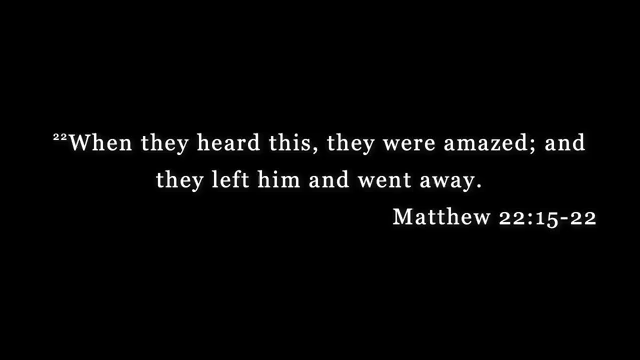 ²²When they heard this, they were amazed; and
they left him and went away.
Matthew 22:15-22